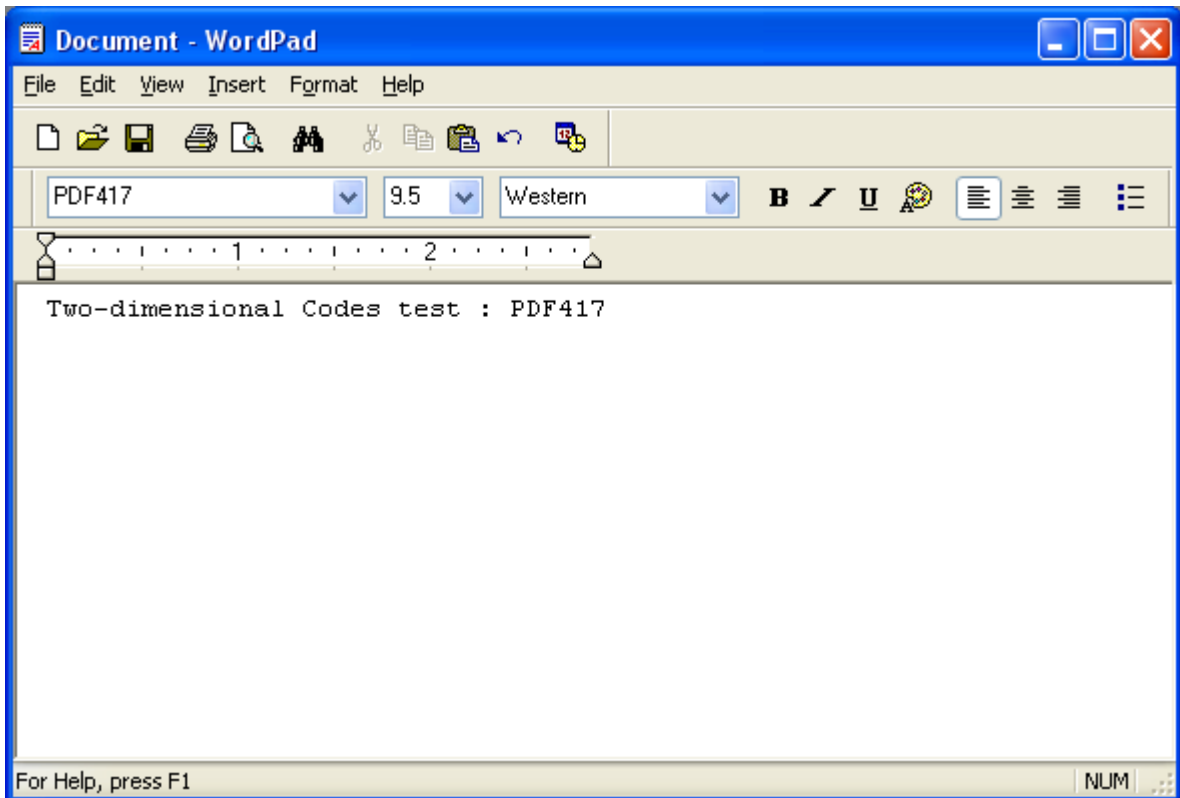 Document - WordPad
File Edit View Insert Format Help
PDF417 9.5 Western B / U
1 2
Two-dimensional Codes test : PDF417
For Help, press F1 NUM